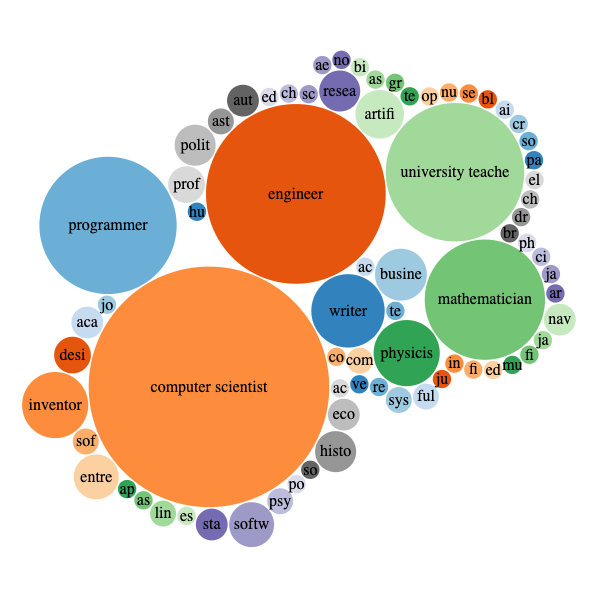 ae
no
bi
as
gr
te
op
nu
se
bl
ai
cr
so
pa
el
ch
dr
br
ph
ci
ja
ar
nav
ja
fi
mu
ed
fi
in
ju
ful
sys
re
ve
ac
eco
histo
so
po
psy
softw
sta
es
lin
as
ap
entre
sof
inventor
desi
aca
jo
programmer
hu
prof
polit
ast
aut
ed
ch
sc
resea
artifi
engineer
university teache
mathematician
ac
busine
writer
te
physicis
co
com
computer scientist